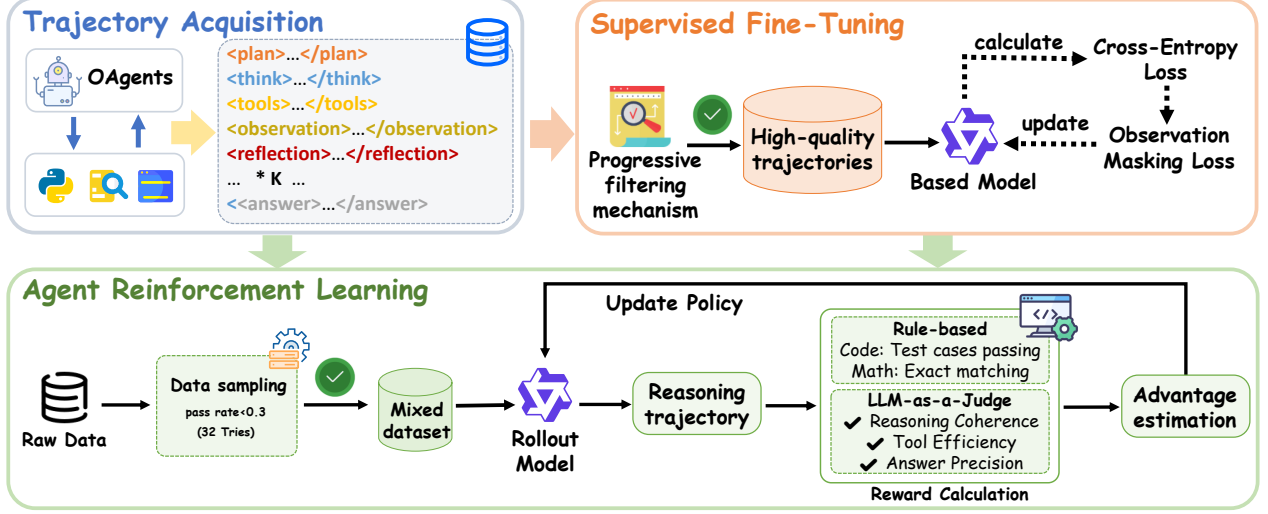 Trajectory Acquisition
OAgents
<plan>...</plan>
<think>...</think>
<tools>...</tools>
<observation>...</observation>
<reflection>...</reflection>
... * K ...
<<answer>...</answer>
Supervised Fine-Tuning
Progressive
filtering
mechanism
High-quality
trajectories
Based Model
calculate
Cross-Entropy
Loss
update
Observation
Masking Loss
Agent Reinforcement Learning
Raw Data
Data sampling
pass rate<0.3
(32 Tries)
Mixed
dataset
Rollout
Model
Update Policy
Reasoning
trajectory
</>
Rule-based
Code: Test cases passing
Math: Exact matching
LLM-as-a-Judge
✔ Reasoning Coherence
✔ Tool Efficiency
✔ Answer Precision
Reward Calculation
Advantage
estimation